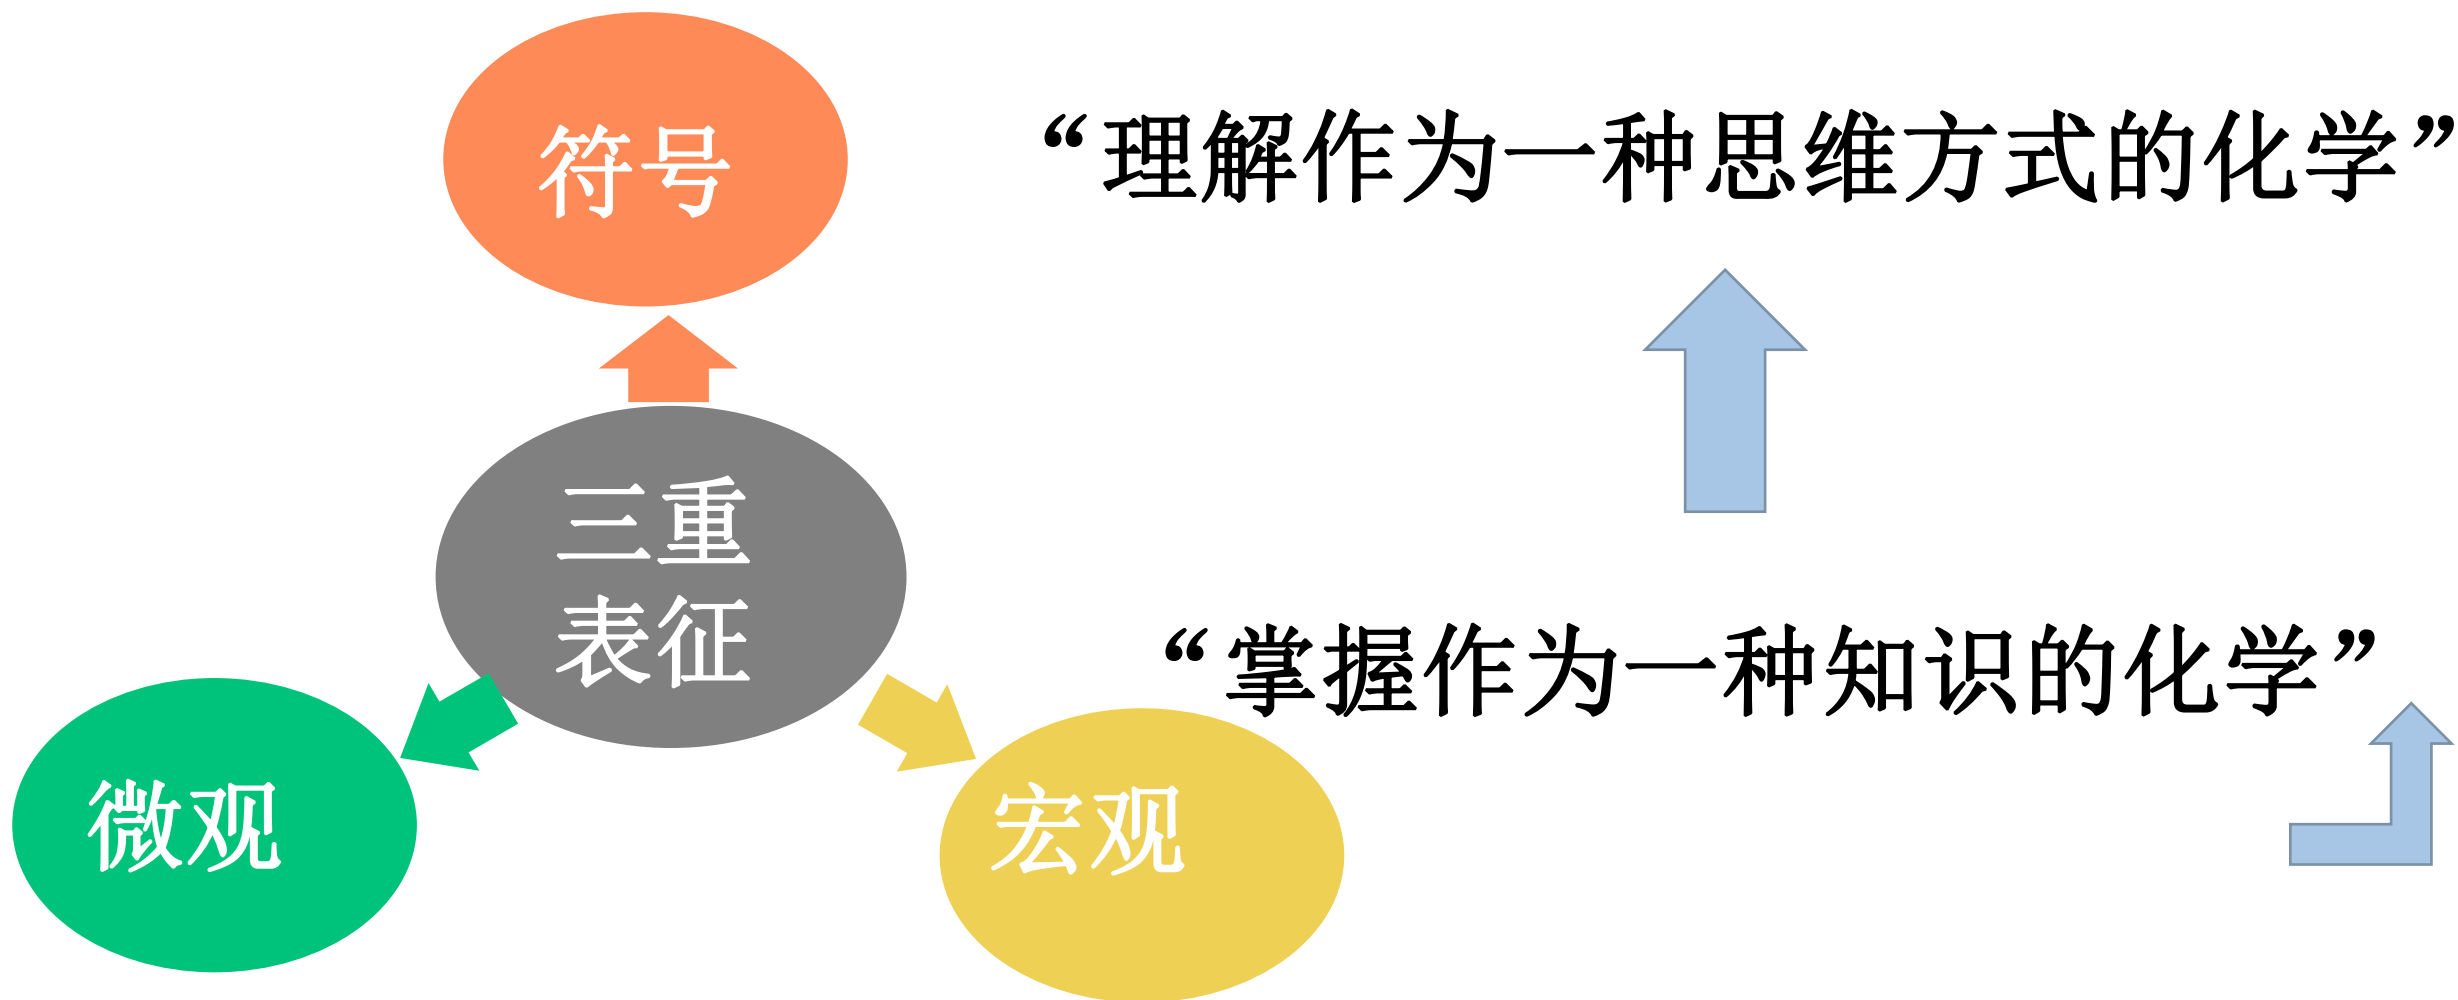 符号
“理解作为一种思维方式的化学”
三重
表征
“掌握作为一种知识的化学”
微观
宏观